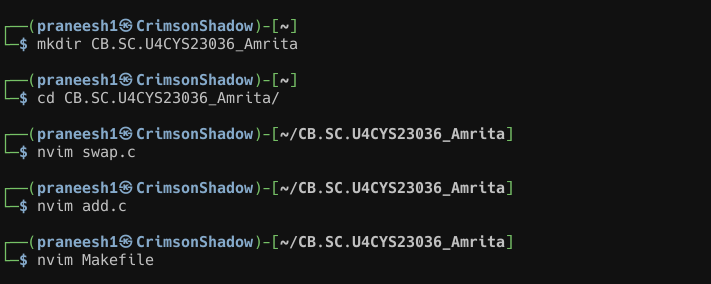 ┌──(praneesh1㉿CrimsonShadow)-[~]
└─$ mkdir CB.SC.U4CYS23036_Amrita
┌──(praneesh1㉿CrimsonShadow)-[~]
└─$ cd CB.SC.U4CYS23036_Amrita/
┌──(praneesh1㉿CrimsonShadow)-[~/CB.SC.U4CYS23036_Amrita]
└─$ nvim swap.c
┌──(praneesh1㉿CrimsonShadow)-[~/CB.SC.U4CYS23036_Amrita]
└─$ nvim add.c
┌──(praneesh1㉿CrimsonShadow)-[~/CB.SC.U4CYS23036_Amrita]
└─$ nvim Makefile